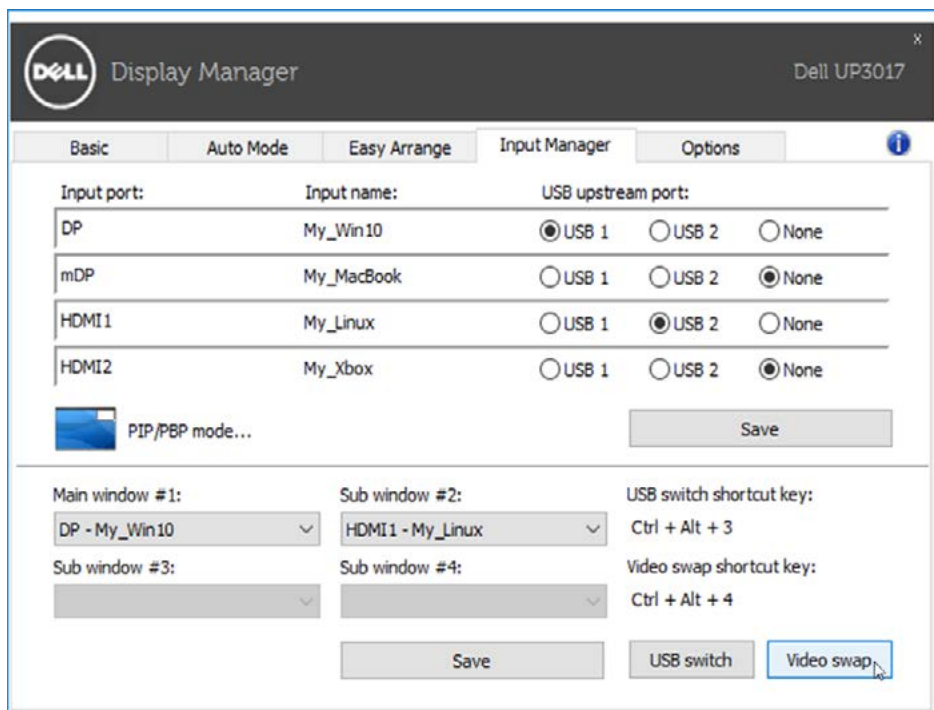 x
DELL Display Manager Dell UP3017
Basic Auto Mode Easy Arrange Input Manager Options i
Input port: Input name: USB upstream port:
DP My_Win10 USB 1 USB 2 None
mDP My_MacBook USB 1 USB 2 None
HDMI1 My_Linux USB 1 USB 2 None
HDMI2 My_Xbox USB 1 USB 2 None
PIP/PBP mode... Save
Main window #1: Sub window #2: USB switch shortcut key:
DP - My_Win10 HDMI1 - My_Linux Ctrl + Alt + 3
Sub window #3: Sub window #4: Video swap shortcut key:
Ctrl + Alt + 4
Save USB switch Video swap